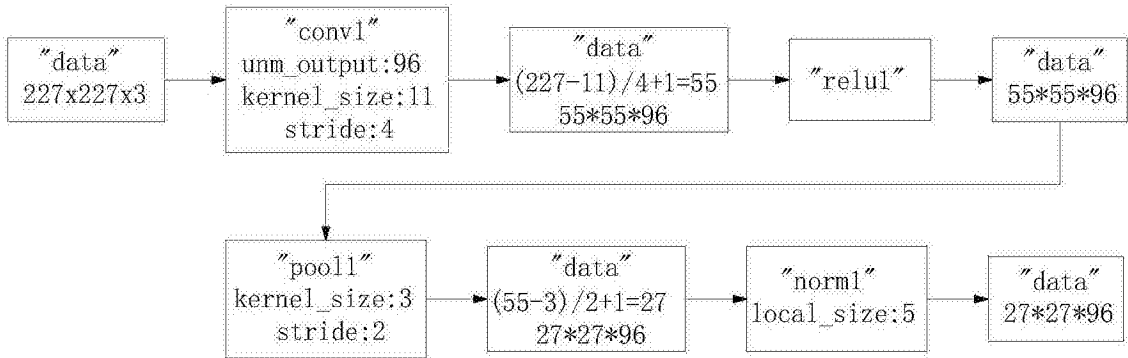 "data"
227x227x3
"conv1"
unm_output:96
kernel_size:11
stride:4
"data"
(227-11)/4+1=55
55*55*96
"relu1"
"data"
55*55*96
"pool1"
kernel_size:3
stride:2
"data"
(55-3)/2+1=27
27*27*96
"norm1"
local_size:5
"data"
27*27*96